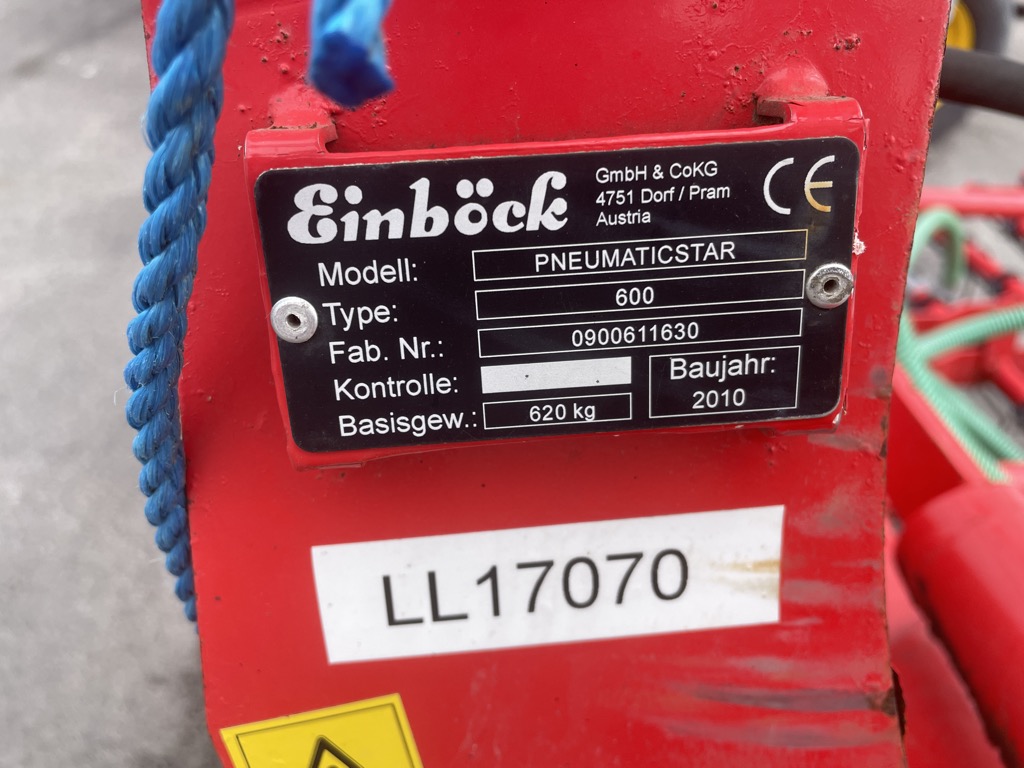 Einböck
GmbH & CoKG
4751 Dorf / Pram
Austria
CE
Modell: PNEUMATICSTAR
Type: 600
Fab. Nr.: 0900611630
Kontrolle:
Basisgew.: 620 kg
Baujahr:
2010
LL17070